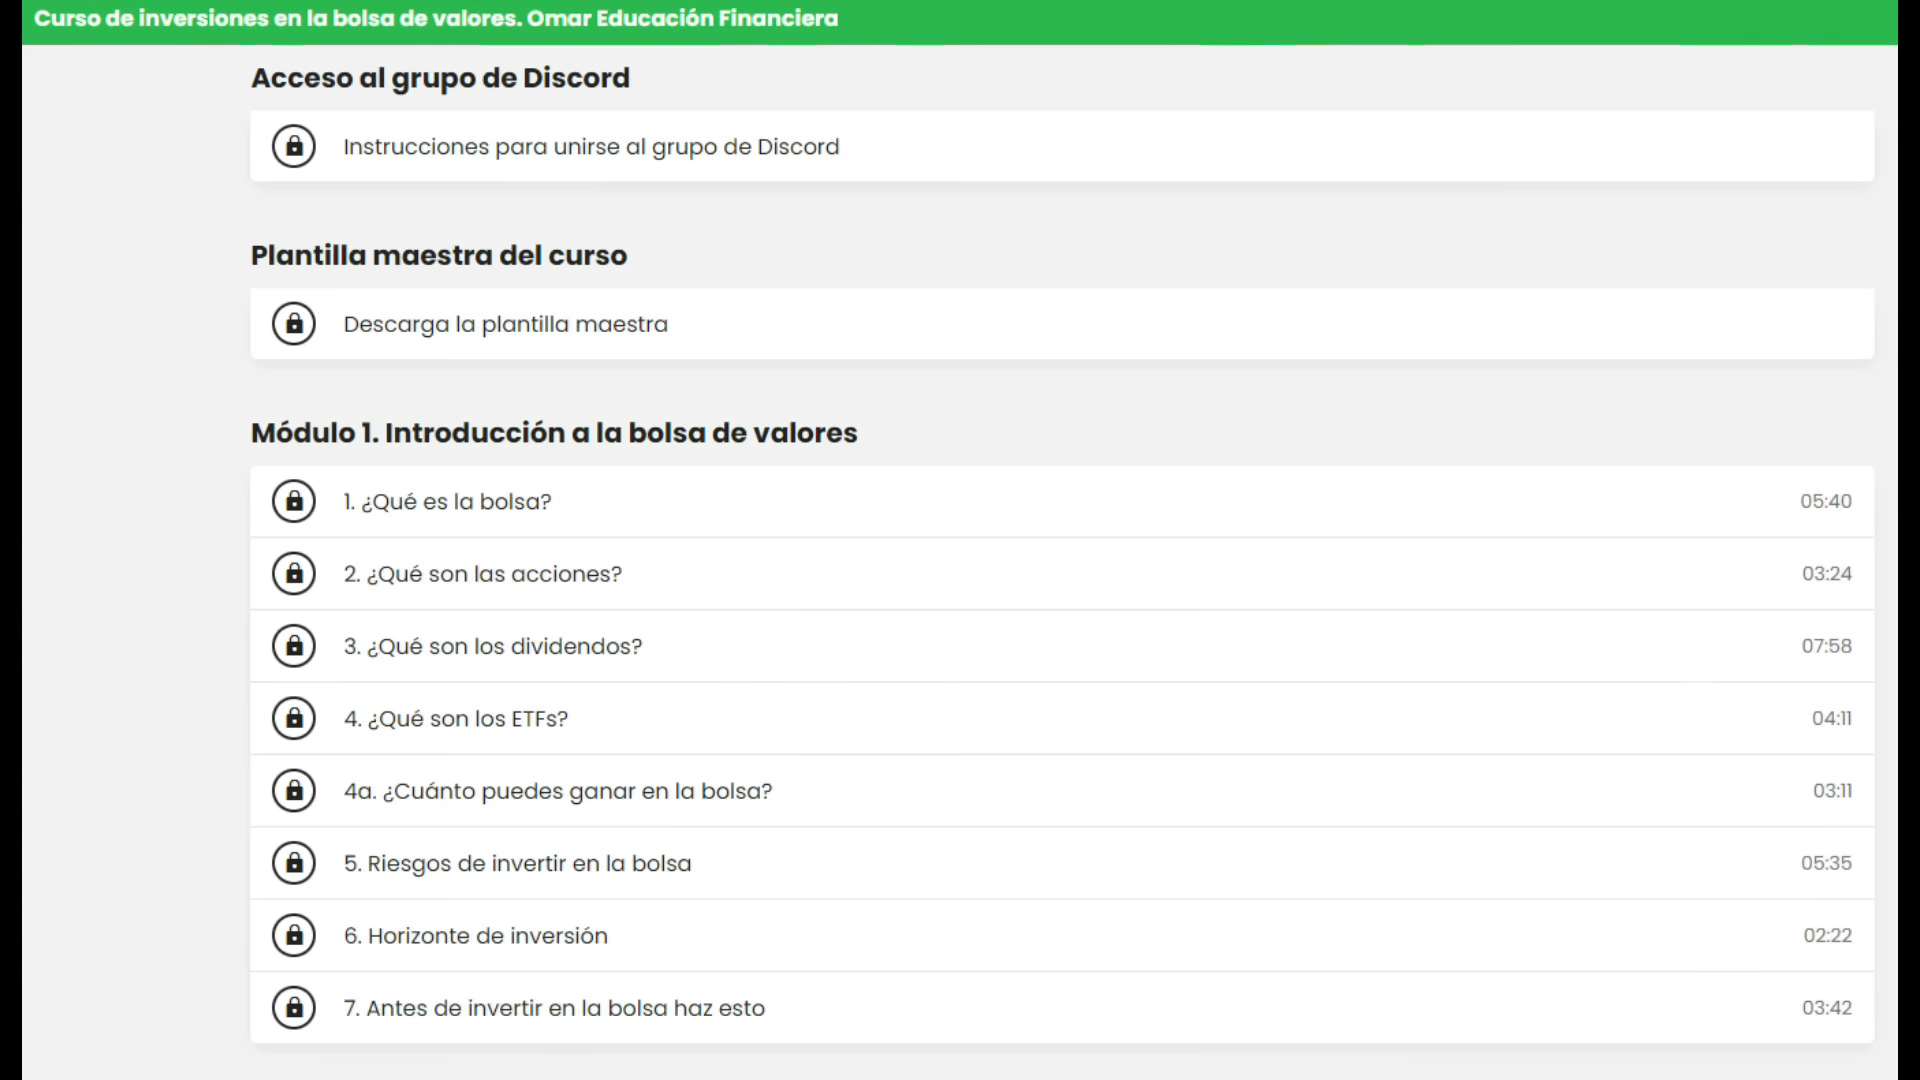 Curso de inversiones en la bolsa de valores. Omar Educación Financiera
Acceso al grupo de Discord
Instrucciones para unirse al grupo de Discord
Plantilla maestra del curso
Descarga la plantilla maestra
Módulo 1. Introducción a la bolsa de valores
1. ¿Qué es la bolsa? 05:40
2. ¿Qué son las acciones? 03:24
3. ¿Qué son los dividendos? 07:58
4. ¿Qué son los ETFs? 04:11
4a. ¿Cuánto puedes ganar en la bolsa? 03:11
5. Riesgos de invertir en la bolsa 05:35
6. Horizonte de inversión 02:22
7. Antes de invertir en la bolsa haz esto 03:42